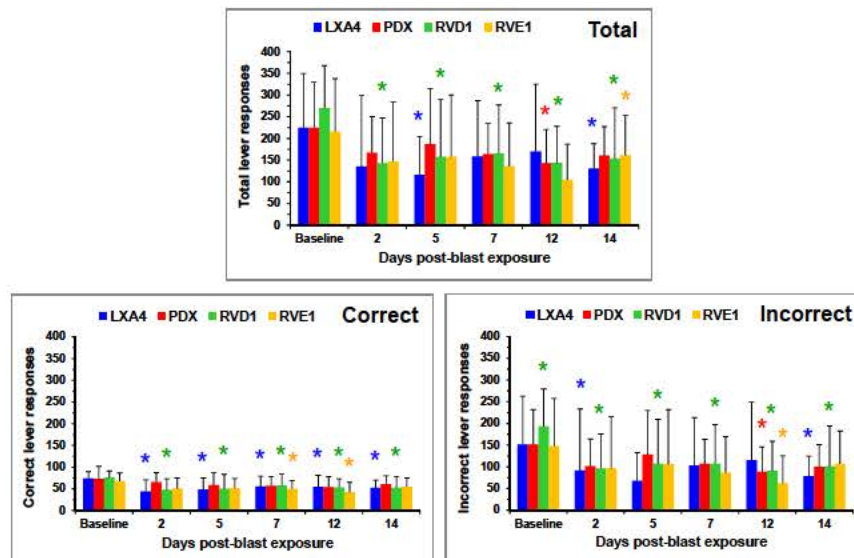 LXA4 PDX RVD1 RVE1
Total
400
350
300
250
200
150
100
50
0
Total lever responses
Baseline 2 5 7 12 14
Days post-blast exposure
* * * * * * * * *
LXA4 PDX RVD1 RVE1
Correct
400
350
300
250
200
150
100
50
0
Correct lever responses
Baseline 2 5 7 12 14
Days post-blast exposure
* * * * * * * * * * * *
LXA4 PDX RVD1 RVE1
Incorrect
400
350
300
250
200
150
100
50
0
Incorrect lever responses
Baseline 2 5 7 12 14
Days post-blast exposure
* * * * * * * * * *